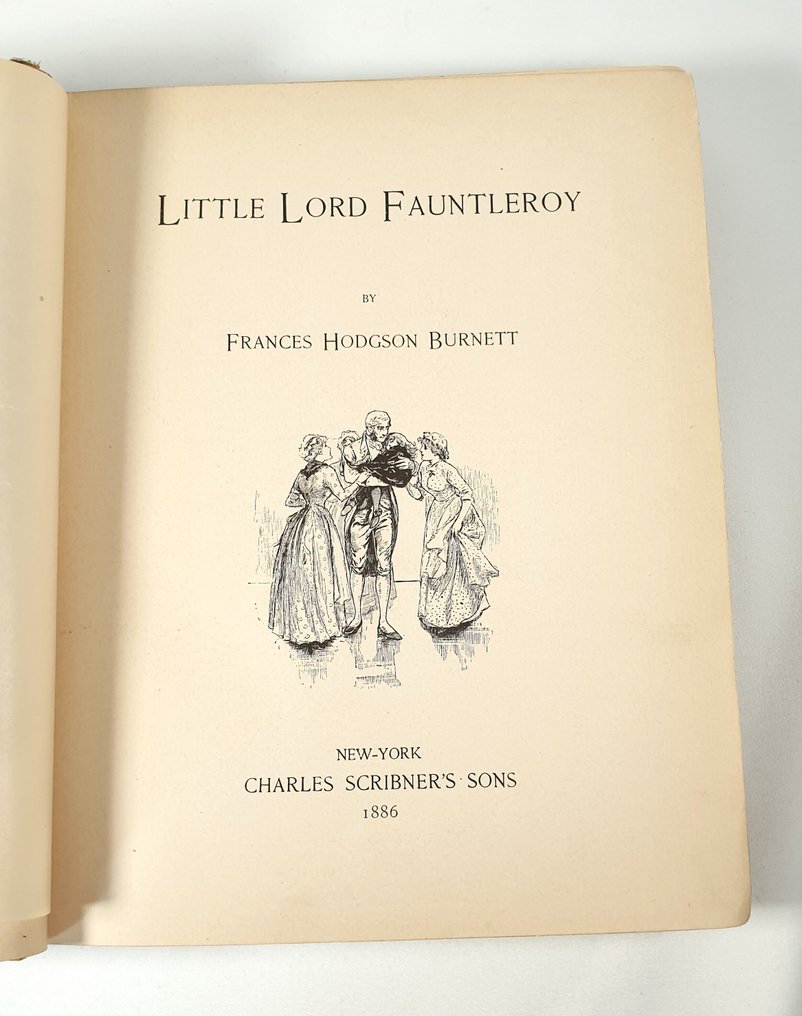 LITTLE LORD FAUNTLEROY
BY
FRANCES HODGSON BURNETT
NEW-YORK
CHARLES SCRIBNER'S SONS
1886